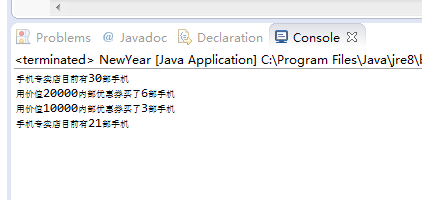 Problems @ Javadoc Declaration Console
<terminated> NewYear [Java Application] C:\Program Files\Java\jre8\b
手机专卖店目前有30部手机
用价值20000内部优惠券买了6部手机
用价值10000内部优惠券买了3部手机
手机专卖店目前有21部手机